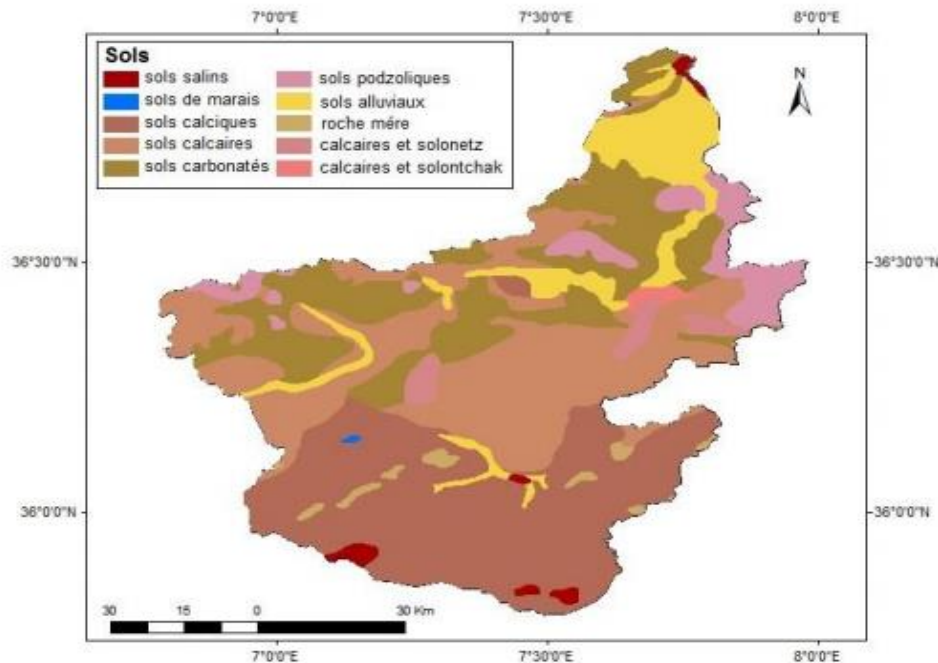 7°0'0"E 7°30'0"E 8°0'0"E
Sols
sols salins
sols de marais
sols calciques
sols calcaires
sols carbonatés
sols podzoliques
sols alluviaux
roche mére
calcaires et solonetz
calcaires et solontchak
N
36°30'0"N 36°30'0"N
36°0'0"N 36°0'0"N
30 15 0 30 Km
7°0'0"E 7°30'0"E 8°0'0"E